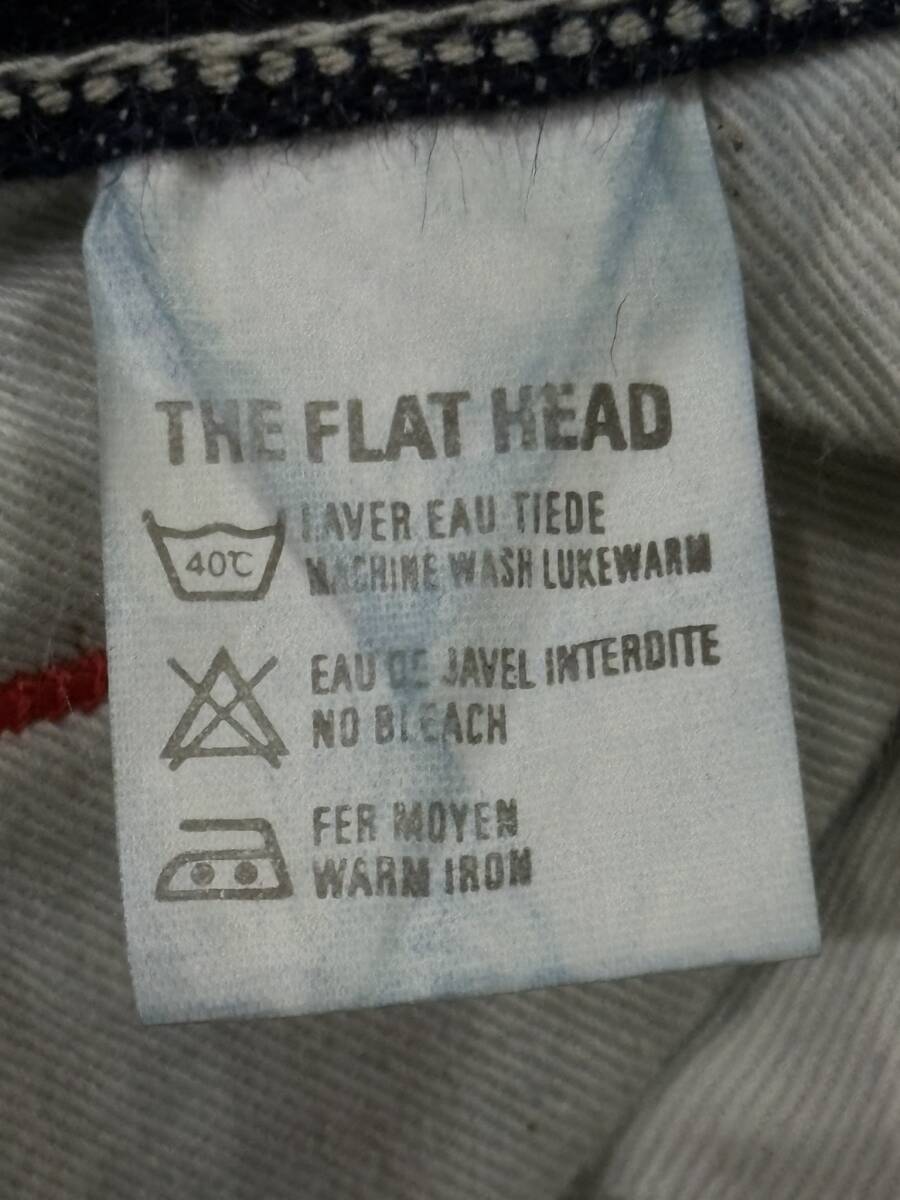 THE FLAT HEAD
LAVER EAU TIEDE
40℃
MACHINE WASH LUKEWARM
EAU DE JAVEL INTERDITE
NO BLEACH
FER MOYEN
WARM IRON